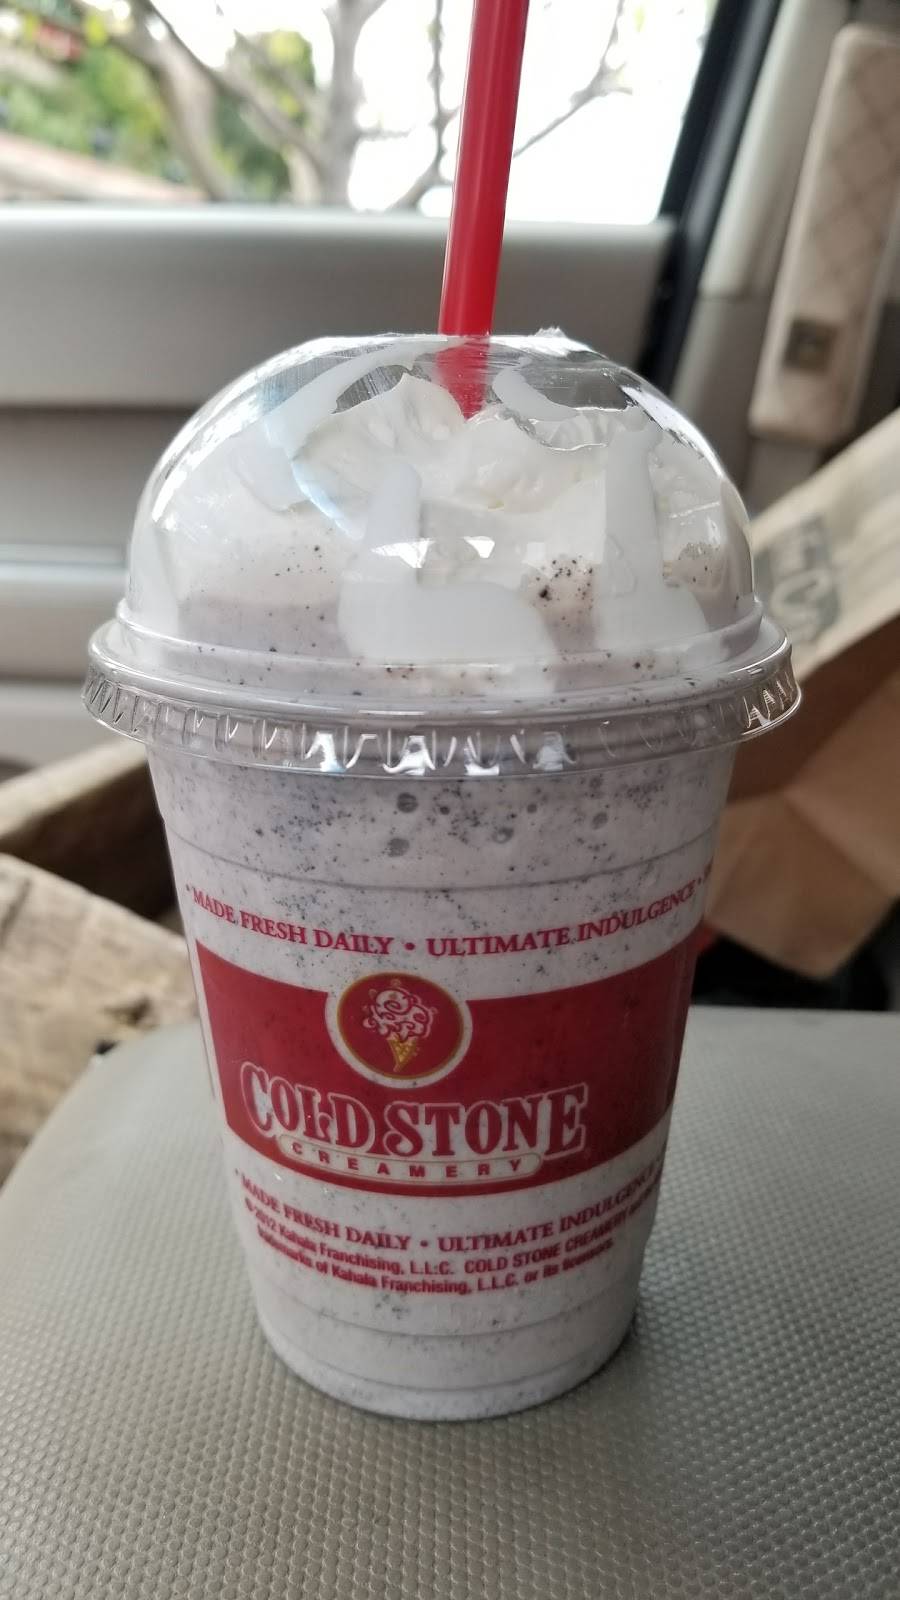 • MADE FRESH DAILY • ULTIMATE INDULGENCE •
COLD STONE
CREAMERY
• MADE FRESH DAILY • ULTIMATE INDULGENCE
© 2012 Kahala Franchising, L.L.C. COLD STONE CREAMERY
trademarks of Kahala Franchising, L.L.C. or its licensors.